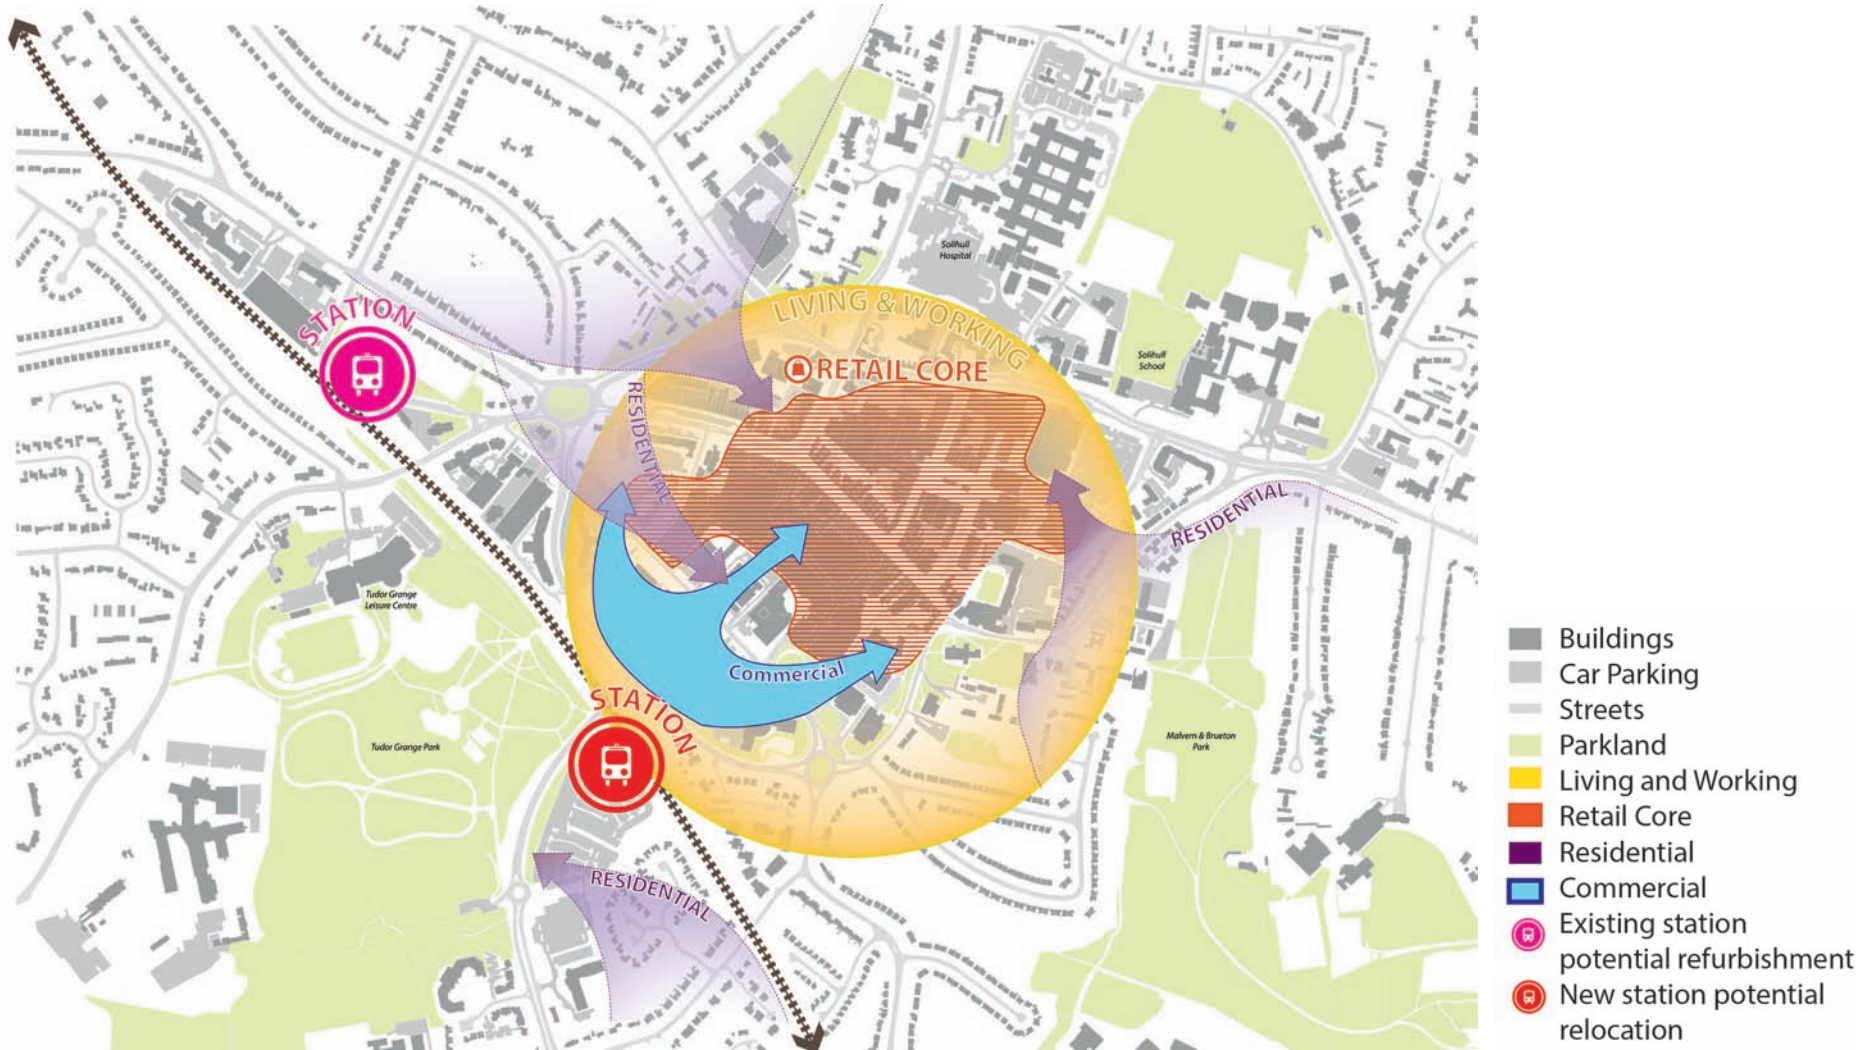 LIVING & WORKING
RETAIL CORE
Solihull
Hospital
Solihull
School
STATION
RESIDENTIAL
RESIDENTIAL
Tudor Grange
Leisure Centre
Commercial
STATION
Tudor Grange Park
Malvern & Brueton
Park
RESIDENTIAL
Buildings
Car Parking
Streets
Parkland
Living and Working
Retail Core
Residential
Commercial
Existing station
potential refurbishment
New station potential
relocation